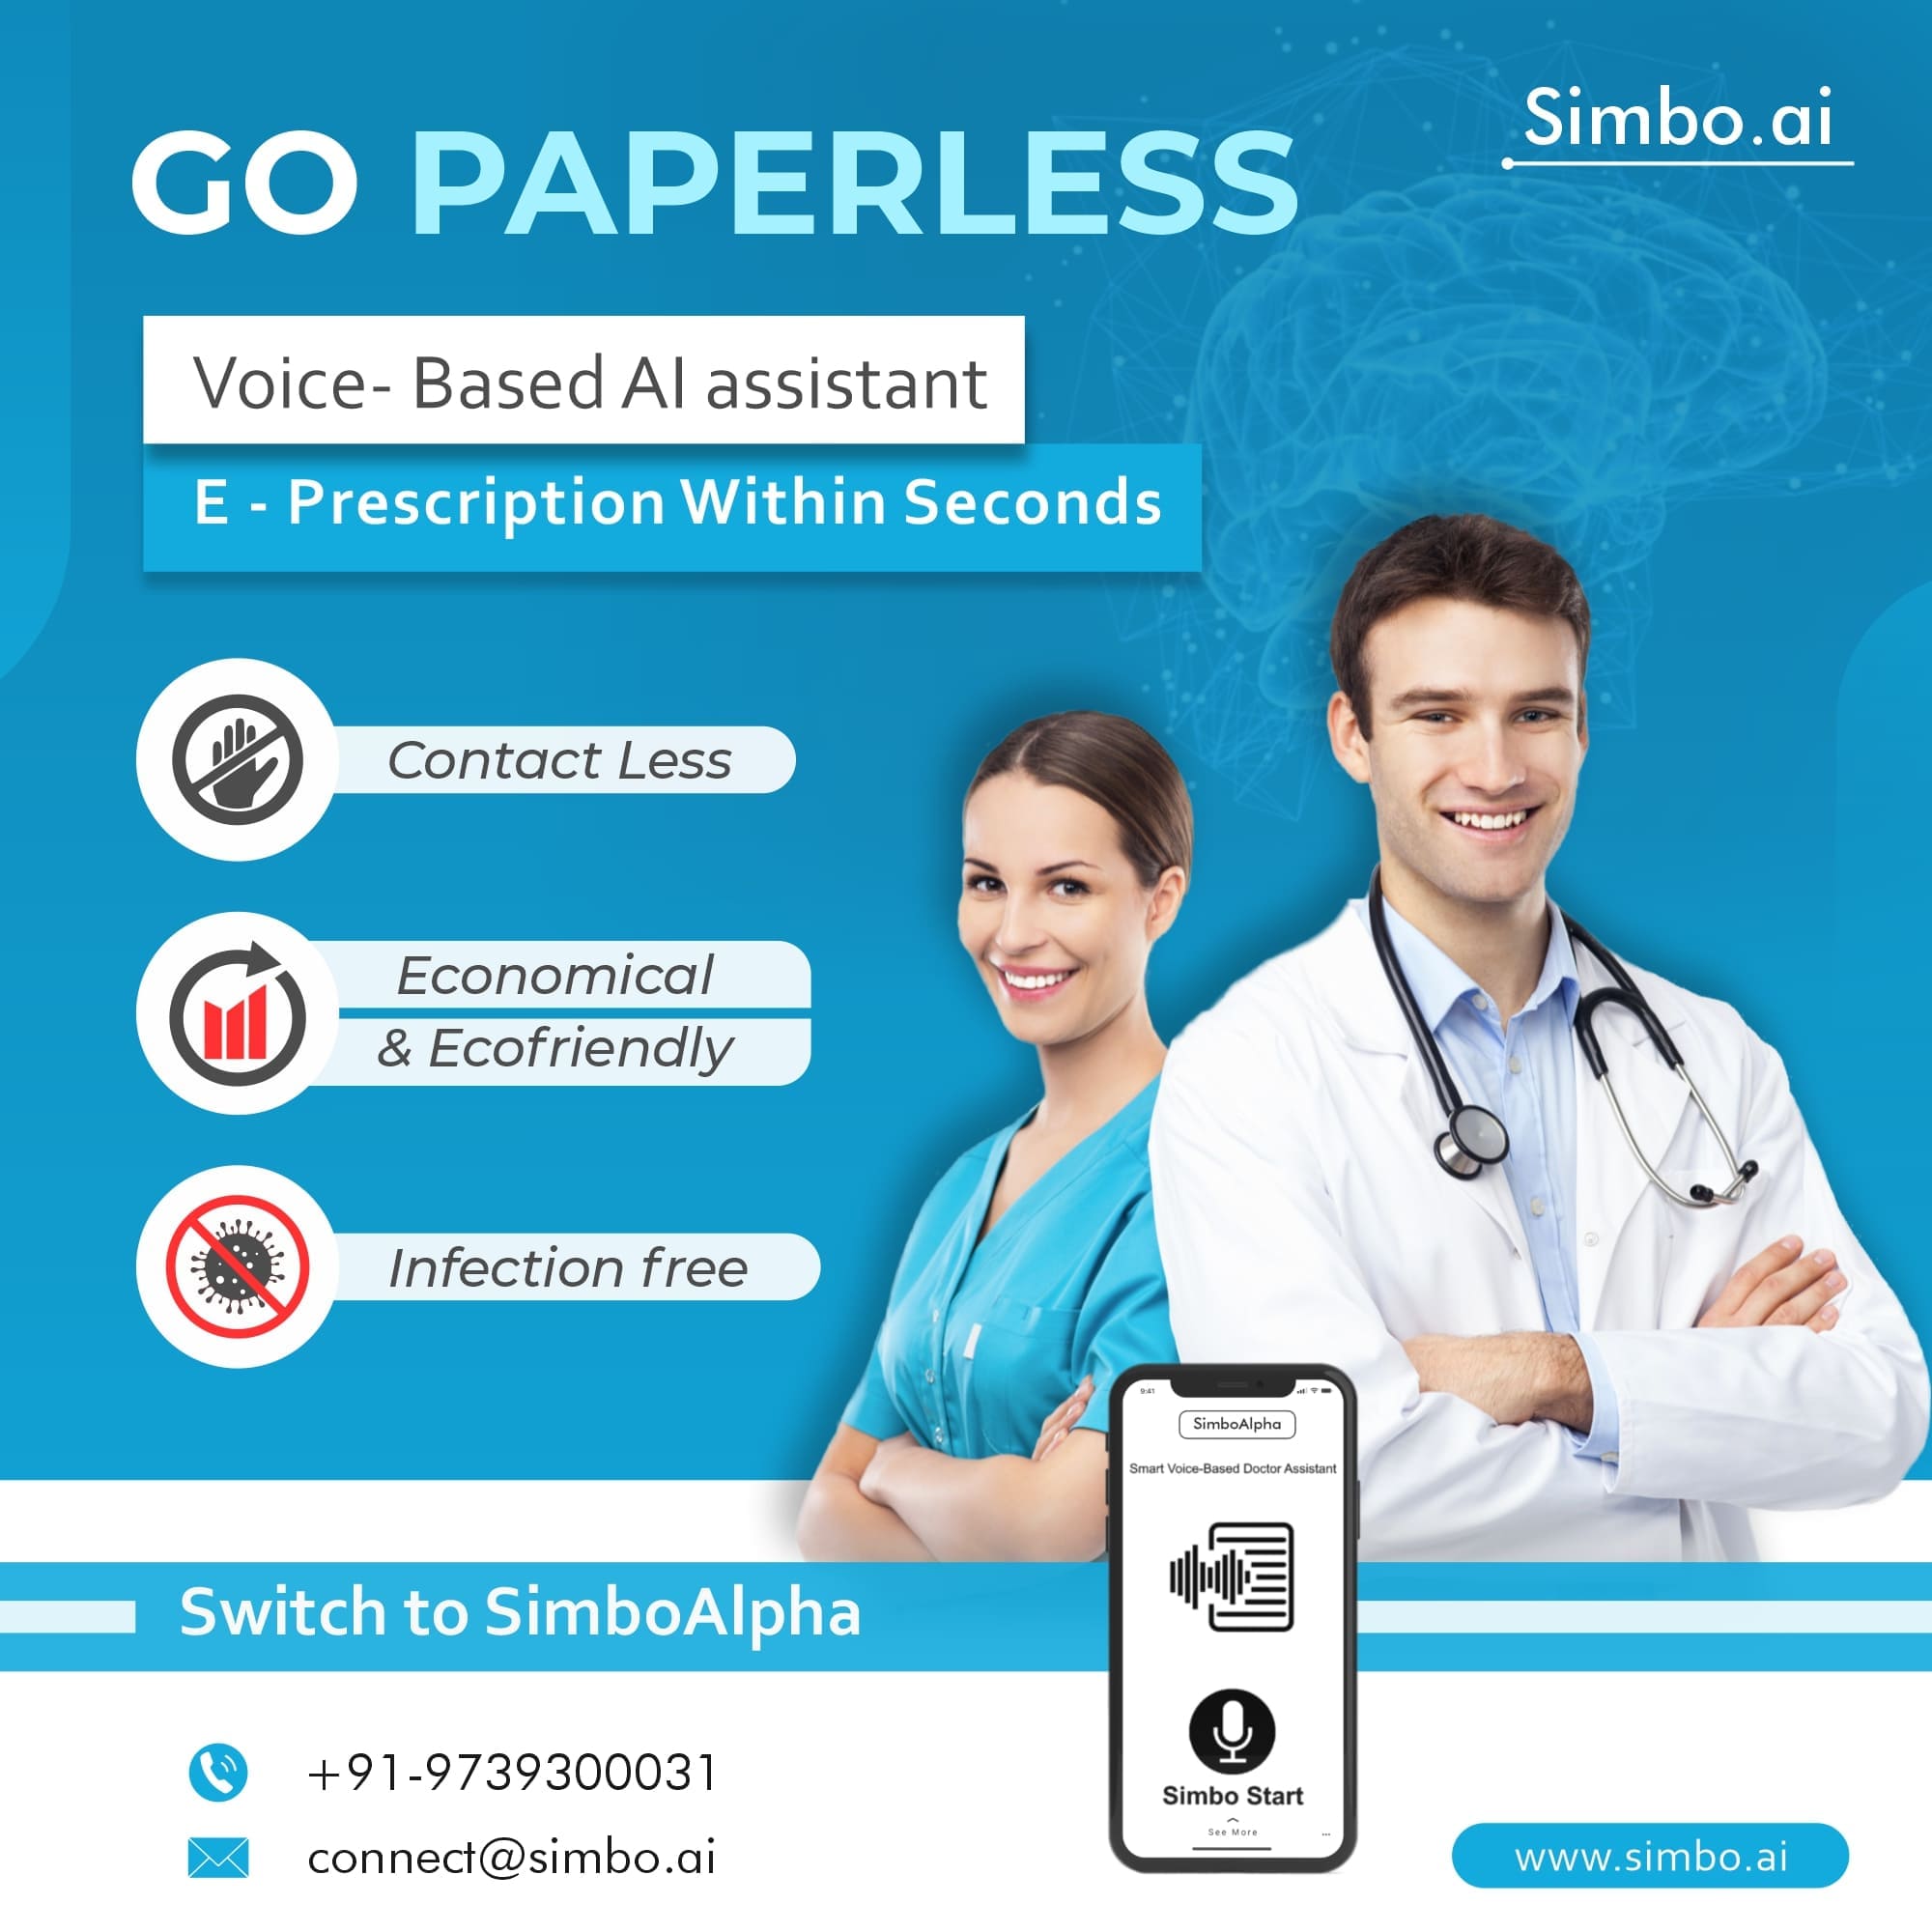 Simbo.ai
GO PAPERLESS
Voice- Based AI assistant
E - Prescription Within Seconds
Contact Less
Economical
& Ecofriendly
Infection free
9:41
SimboAlpha
Smart Voice-Based Doctor Assistant
Simbo Start
See More
Switch to SimboAlpha
+91-9739300031
connect@simbo.ai
www.simbo.ai